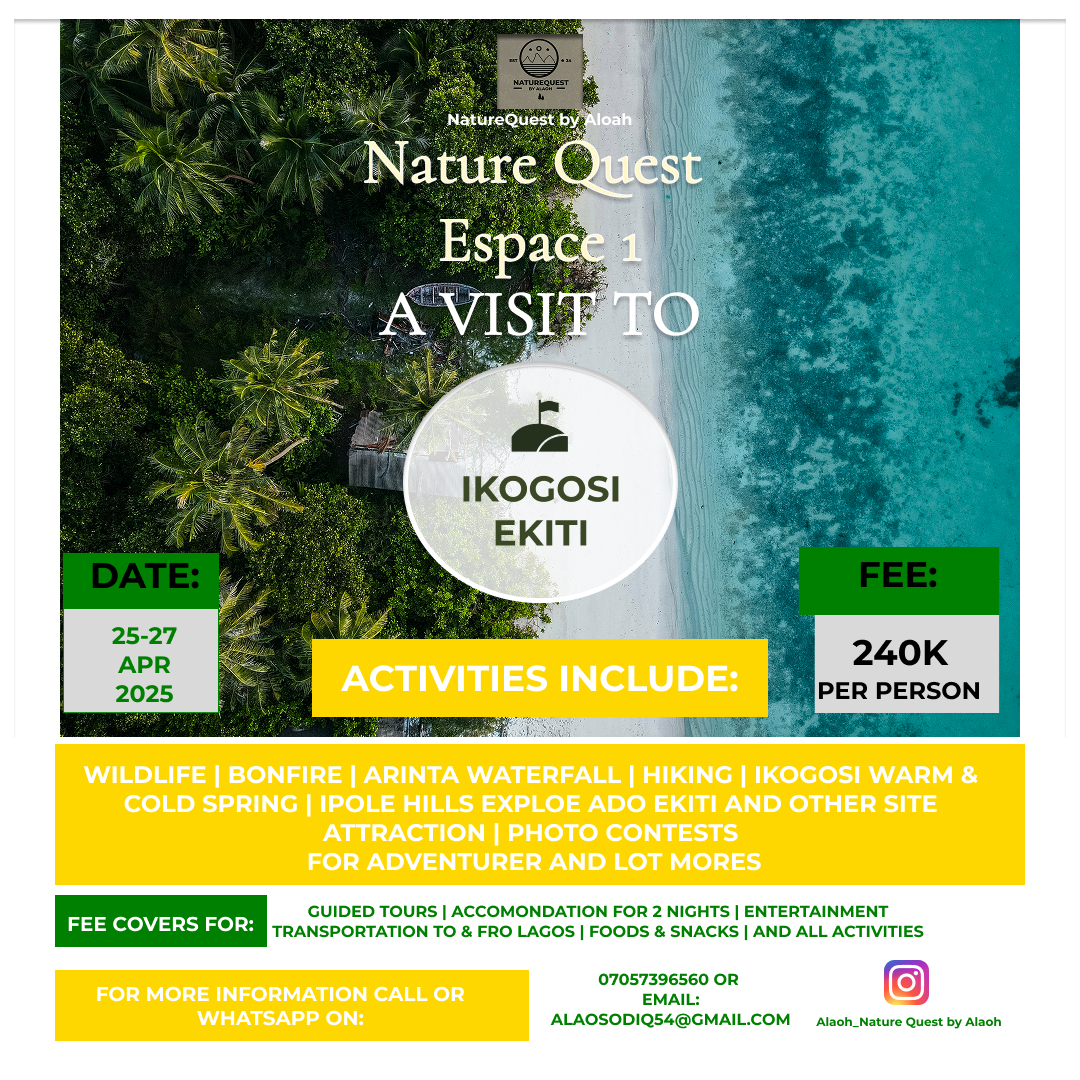 EST
24
NATUREQUEST
BY ALAOH
NatureQuest by Aloah
Nature Quest
Espace 1
A VISIT TO
IKOGOSI
EKITI
DATE:
25-27
APR
2025
FEE:
240K
PER PERSON
ACTIVITIES INCLUDE:
WILDLIFE | BONFIRE | ARINTA WATERFALL | HIKING | IKOGOSI WARM &
COLD SPRING | IPOLE HILLS EXPLOE ADO EKITI AND OTHER SITE
ATTRACTION | PHOTO CONTESTS
FOR ADVENTURER AND LOT MORES
FEE COVERS FOR:
GUIDED TOURS | ACCOMONDATION FOR 2 NIGHTS | ENTERTAINMENT
TRANSPORTATION TO & FRO LAGOS | FOODS & SNACKS | AND ALL ACTIVITIES
FOR MORE INFORMATION CALL OR
WHATSAPP ON:
07057396560 OR
EMAIL:
ALAOSODIQ54@GMAIL.COM
Alaoh_Nature Quest by Alaoh